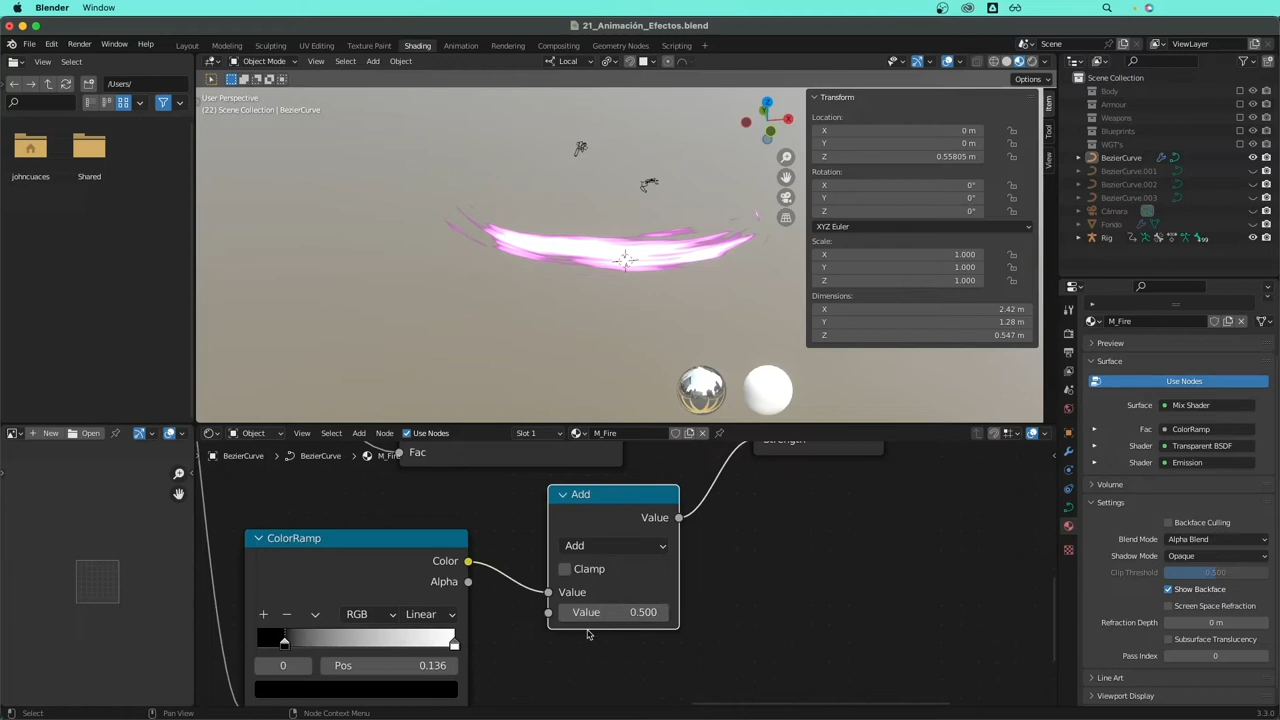 Blender Window
21_Animación_Efectos.blend
File Edit Render Window Help Layout Modeling Sculpting UV Editing Texture Paint Shading Animation Rendering Compositing Geometry Nodes Scripting Scene ViewLayer
View Select /Users/
Object Mode View Select Add Object Local
Options
User Perspective
(22) Scene Collection | BezierCurve
johncuaces Shared
Z
X
Transform
Location:
X 0 m
Y 0 m
Z 0.55805 m
Rotation:
X 0°
Y 0°
Z 0°
XYZ Euler
Scale:
X 1.000
Y 1.000
Z 1.000
Dimensions:
X 2.42 m
Y 1.28 m
Z 0.547 m
Item
Tool
View
Scene Collection
Body
Armour
Weapons
Blueprints
WGT's
BezierCurve
BezierCurve.001
BezierCurve.002
BezierCurve.003
Cámara
Fondo
Rig
M_Fire
Preview
Surface
Use Nodes
Surface Mix Shader
Fac ColorRamp
Shader Transparent BSDF
Shader Emission
Volume
Settings
Backface Culling
Blend Mode Alpha Blend
Shadow Mode Opaque
Clip Threshold 0.500
Show Backface
Screen Space Refraction
Refraction Depth 0 m
Subsurface Translucency
Pass Index 0
Line Art
Viewport Display
New Open
Object View Select Add Node Use Nodes Slot 1 M_Fire
BezierCurve BezierCurve M_Fire
Fac
Strength
Add
Value
Add
Clamp
Value
Value 0.500
ColorRamp
Color
Alpha
RGB Linear
0 Pos 0.136
Select Pan View Node Context Menu 3.3.0